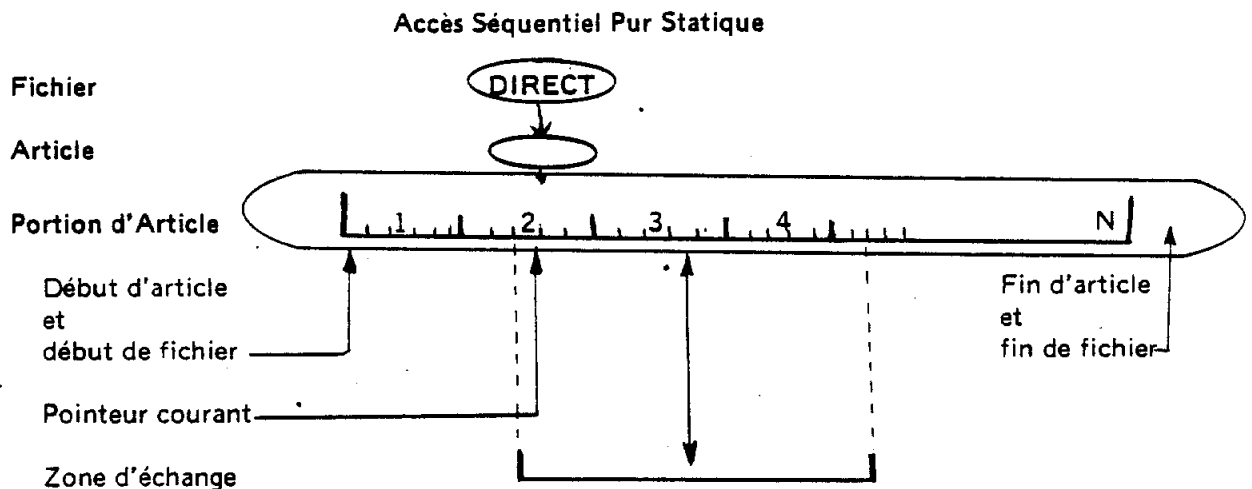 Accès Séquentiel Pur Statique
Fichier
DIRECT
Article
Portion d'Article
1 2 3 4 N
Début d'article
et
début de fichier
Fin d'article
et
fin de fichier
Pointeur courant
Zone d'échange